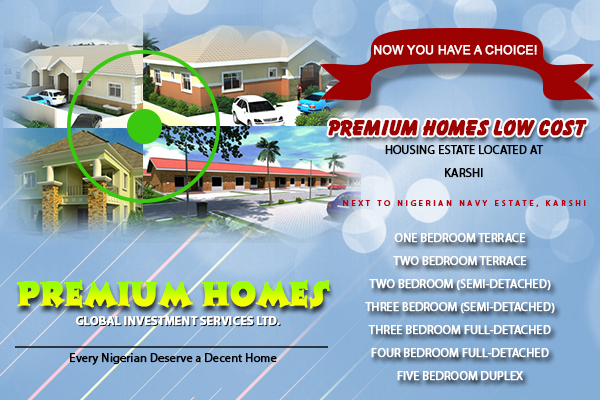 NOW YOU HAVE A CHOICE!
PREMIUM HOMES LOW COST
HOUSING ESTATE LOCATED AT
KARSHI
NEXT TO NIGERIAN NAVY ESTATE, KARSHI
ONE BEDROOM TERRACE
TWO BEDROOM TERRACE
TWO BEDROOM (SEMI-DETACHED)
THREE BEDROOM (SEMI-DETACHED)
THREE BEDROOM FULL-DETACHED
FOUR BEDROOM FULL-DETACHED
FIVE BEDROOM DUPLEX
PREMIUM HOMES
GLOBAL INVESTMENT SERVICES LTD.
Every Nigerian Deserve a Decent Home